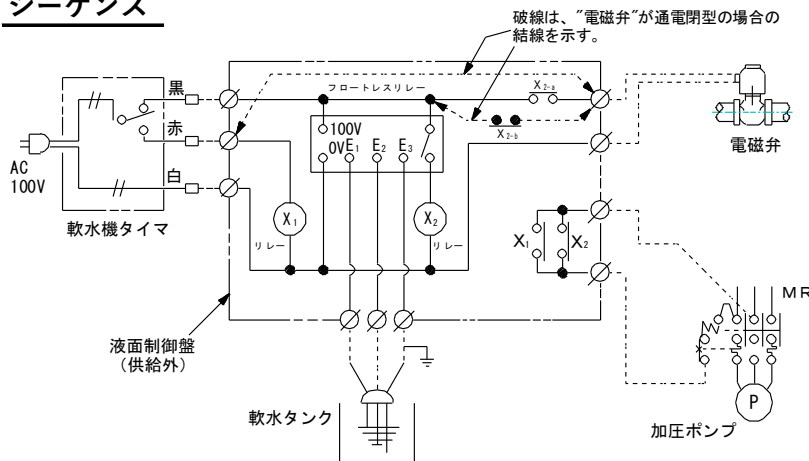 シーケンス
破線は、"電磁弁"が通電閉型の場合の
結線を示す。
フロートレスリレー
X2-a
X2-b
黒
赤
白
AC
100V
軟水機タイマ
100V
0V E1 E2 E3
X1
リレー
X2
リレー
X1 X2
電磁弁
MR
液面制御盤
(供給外)
軟水タンク
P
加圧ポンプ